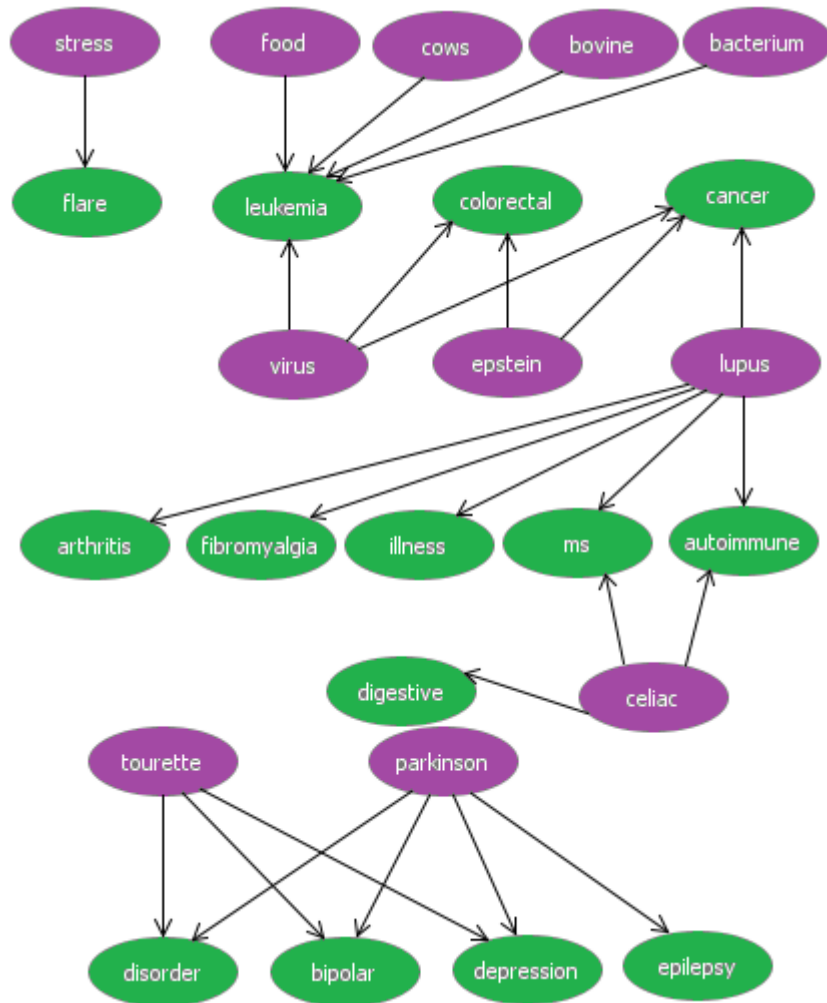 stress
food
cows
bovine
bacterium
flare
leukemia
colorectal
cancer
virus
epstein
lupus
arthritis
fibromyalgia
illness
ms
autoimmune
digestive
celiac
tourette
parkinson
disorder
bipolar
depression
epilepsy